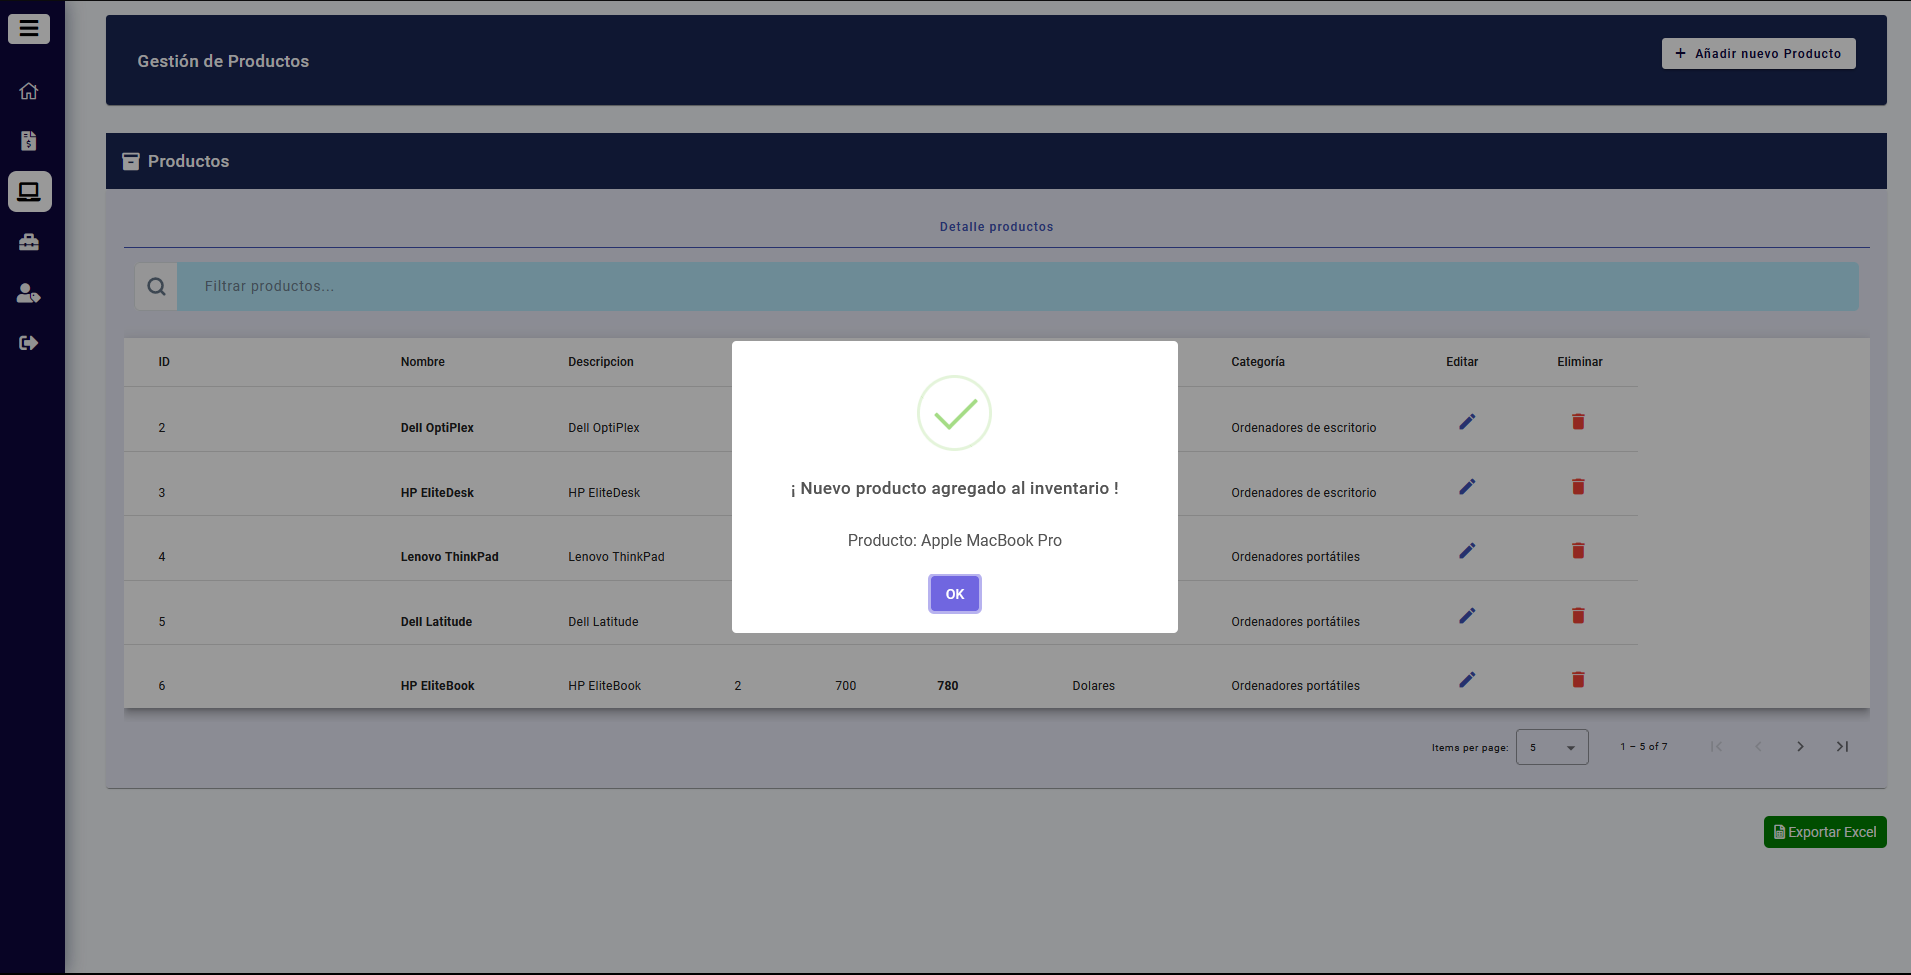 Gestión de Productos
+ Añadir nuevo Producto
Productos
Detalle productos
Filtrar productos...
ID Nombre Descripcion Categoría Editar Eliminar
2 Dell OptiPlex Dell OptiPlex Ordenadores de escritorio
3 HP EliteDesk HP EliteDesk Ordenadores de escritorio
4 Lenovo ThinkPad Lenovo ThinkPad Ordenadores portátiles
5 Dell Latitude Dell Latitude Ordenadores portátiles
6 HP EliteBook HP EliteBook 2 700 780 Dolares Ordenadores portátiles
¡ Nuevo producto agregado al inventario !
Producto: Apple MacBook Pro
OK
Items per page: 5 1 – 5 of 7
Exportar Excel